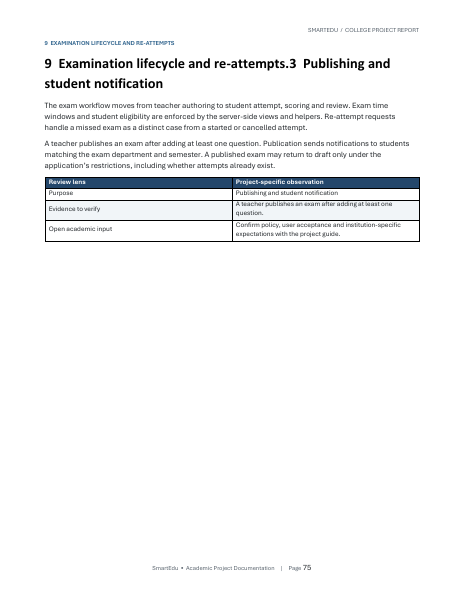 SMARTEDU / COLLEGE PROJECT REPORT
9 EXAMINATION LIFECYCLE AND RE-ATTEMPTS
9 Examination lifecycle and re-attempts.3 Publishing and
student notification
The exam workflow moves from teacher authoring to student attempt, scoring and review. Exam time
windows and student eligibility are enforced by the server-side views and helpers. Re-attempt requests
handle a missed exam as a distinct case from a started or cancelled attempt.
A teacher publishes an exam after adding at least one question. Publication sends notifications to students
matching the exam department and semester. A published exam may return to draft only under the
application's restrictions, including whether attempts already exist.
Review lens Project-specific observation
Purpose Publishing and student notification
Evidence to verify A teacher publishes an exam after adding at least one
question.
Open academic input Confirm policy, user acceptance and institution-specific
expectations with the project guide.
SmartEdu • Academic Project Documentation | Page 75